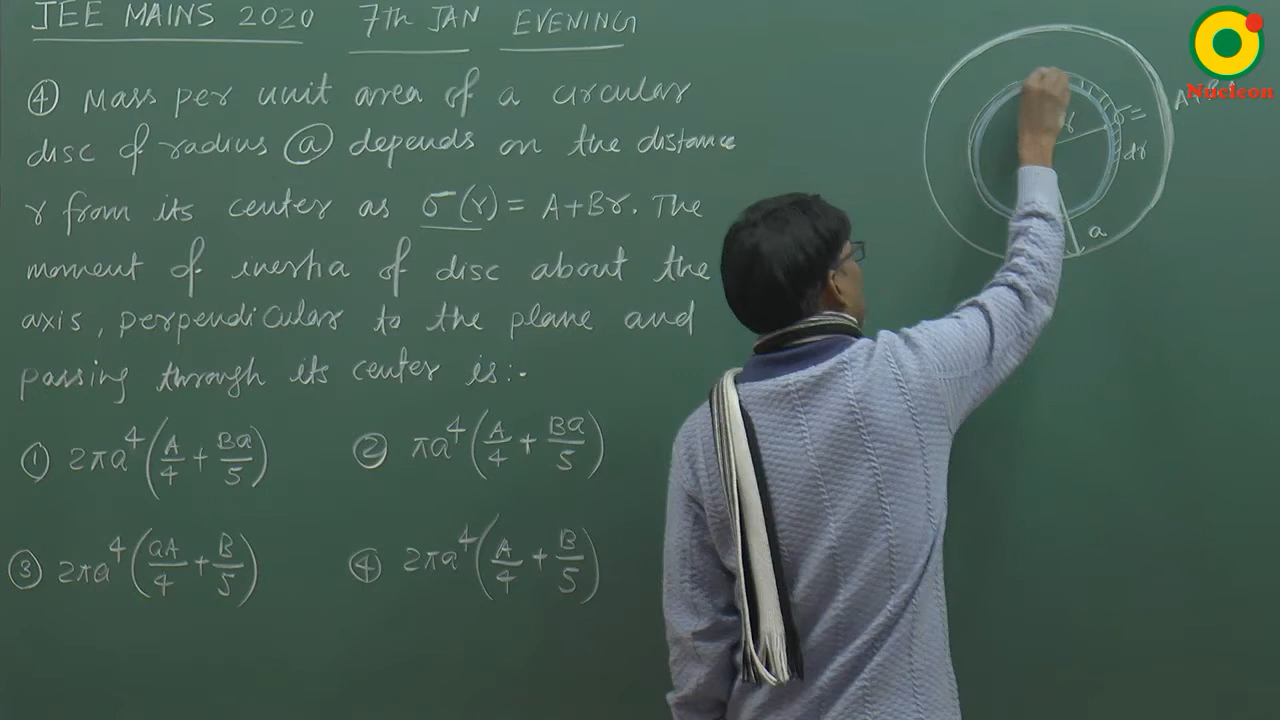 JEE MAINS 2020 7TH JAN EVENING
④ Mass per unit area of a circular
disc of radius ⓐ depends on the distance
r from its center as σ(r) = A+Br. The
moment of inertia of disc about the
axis, perpendicular to the plane and
passing through its center is:-
① 2πa⁴(A/4 + Ba/5) ② πa⁴(A/4 + Ba/5)
③ 2πa⁴(aA/4 + B/5) ④ 2πa⁴(A/4 + B/5)
σ =
r
dr
a
Nucleon